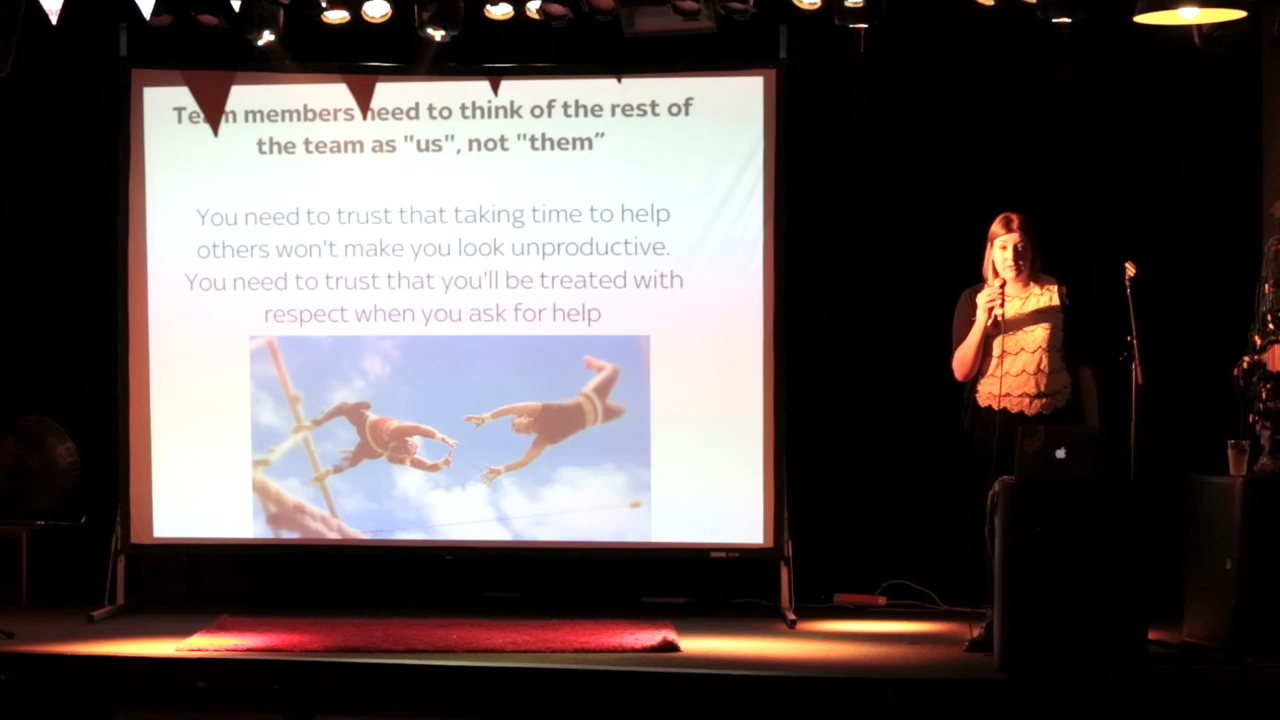 Team members need to think of the rest of
the team as "us", not "them”
You need to trust that taking time to help
others won't make you look unproductive.
You need to trust that you'll be treated with
respect when you ask for help